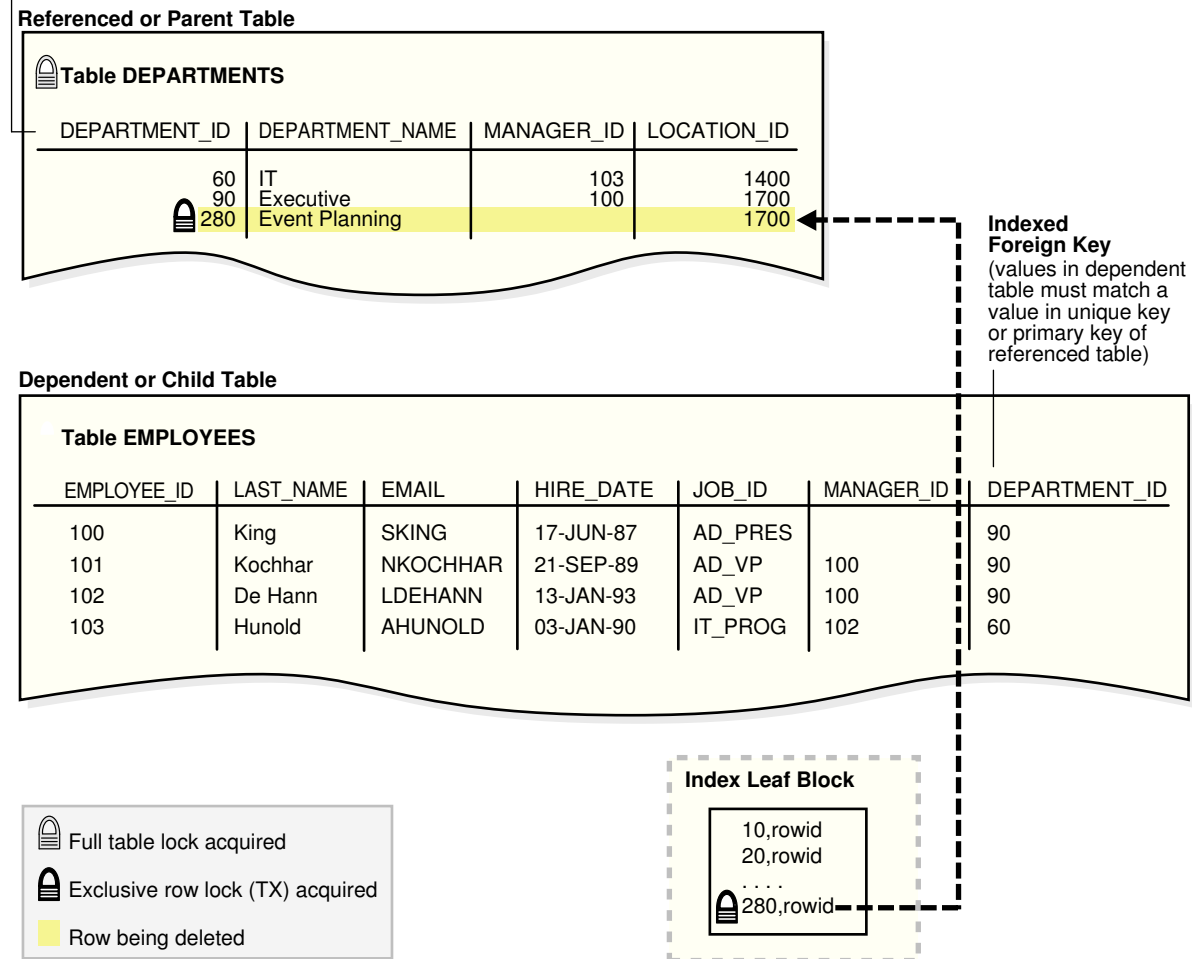 Referenced or Parent Table
Table DEPARTMENTS
DEPARTMENT_ID DEPARTMENT_NAME MANAGER_ID LOCATION_ID
60 IT 103 1400
90 Executive 100 1700
280 Event Planning 1700
Indexed
Foreign Key
(values in dependent
table must match a
value in unique key
or primary key of
referenced table)
Dependent or Child Table
Table EMPLOYEES
EMPLOYEE_ID LAST_NAME EMAIL HIRE_DATE JOB_ID MANAGER_ID DEPARTMENT_ID
100 King SKING 17-JUN-87 AD_PRES 90
101 Kochhar NKOCHHAR 21-SEP-89 AD_VP 100 90
102 De Hann LDEHANN 13-JAN-93 AD_VP 100 90
103 Hunold AHUNOLD 03-JAN-90 IT_PROG 102 60
Index Leaf Block
10,rowid
20,rowid
. . . .
280,rowid
Full table lock acquired
Exclusive row lock (TX) acquired
Row being deleted